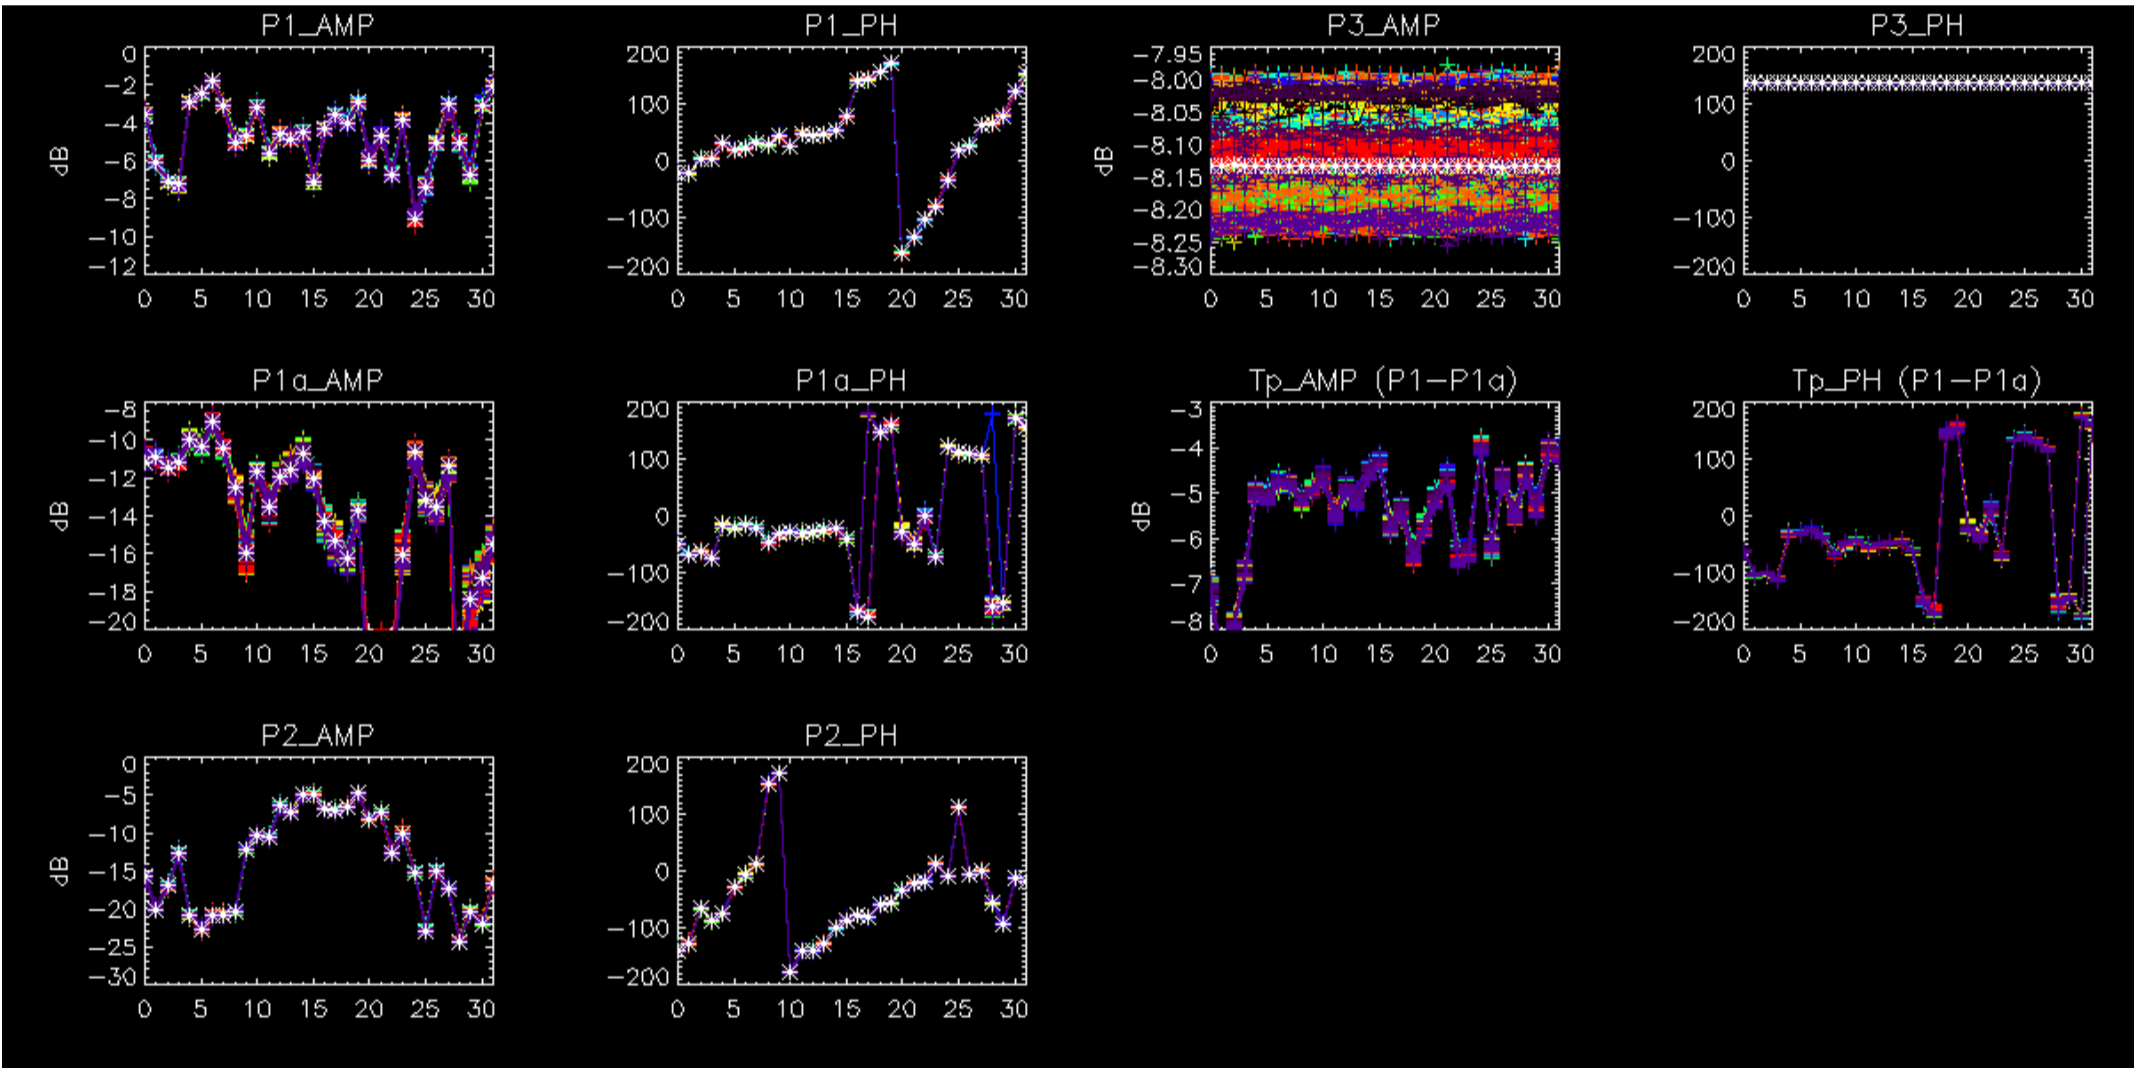 P1_AMP P1_PH P3_AMP P3_PH
0 200 -7.95 200
-2 -8.00
-4 100 -8.05 100
-6 0 -8.10 0
-8 -8.15
-10 -100 -8.20 -100
-12 -200 -8.25 -200
-8.30
dB dB
0 5 10 15 20 25 30 0 5 10 15 20 25 30 0 5 10 15 20 25 30 0 5 10 15 20 25 30
P1a_AMP P1a_PH Tp_AMP (P1-P1a) Tp_PH (P1-P1a)
-8 200 -3 200
-10 100 -4 100
-12
-14 0 -5 0
-16 -100 -6 -100
-18 -7
-20 -200 -8 -200
dB dB
0 5 10 15 20 25 30 0 5 10 15 20 25 30 0 5 10 15 20 25 30 0 5 10 15 20 25 30
P2_AMP P2_PH
0 200
-5 100
-10
-15 0
-20 -100
-25
-30 -200
dB
0 5 10 15 20 25 30 0 5 10 15 20 25 30